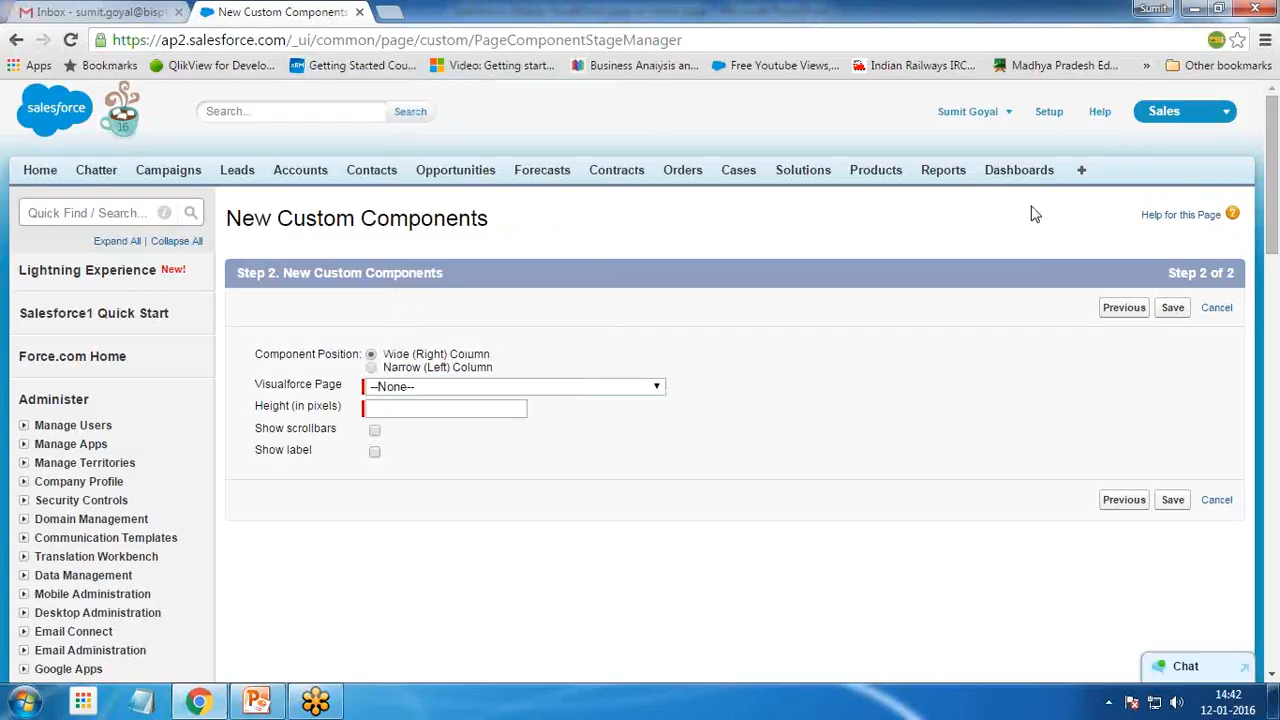 Inbox - sumit.goyal@bisp
New Custom Components
https://ap2.salesforce.com/_ui/common/page/custom/PageComponentStageManager
Sumit
Apps
Bookmarks
QlikView for Develo...
Getting Started Cou...
Video: Getting start...
Business Analysis an...
Free Youtube Views,...
Indian Railways IRC...
Madhya Pradesh Ed...
»
Other bookmarks
salesforce
16
Search...
Search
Sumit Goyal
Setup
Help
Sales
Home
Chatter
Campaigns
Leads
Accounts
Contacts
Opportunities
Forecasts
Contracts
Orders
Cases
Solutions
Products
Reports
Dashboards
+
Quick Find / Search...
Expand All | Collapse All
Lightning Experience New!
Salesforce1 Quick Start
Force.com Home
Administer
Manage Users
Manage Apps
Manage Territories
Company Profile
Security Controls
Domain Management
Communication Templates
Translation Workbench
Data Management
Mobile Administration
Desktop Administration
Email Connect
Email Administration
Google Apps
New Custom Components
Help for this Page ?
Step 2. New Custom Components
Step 2 of 2
Previous
Save
Cancel
Component Position:
Wide (Right) Column
Narrow (Left) Column
Visualforce Page
--None--
Height (in pixels)
Show scrollbars
Show label
Previous
Save
Cancel
Chat
14:42
12-01-2016